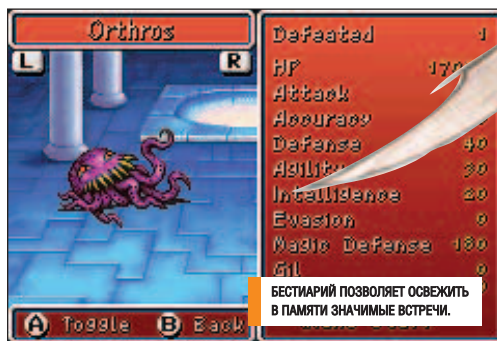 Orthros
L R
Defeated 1
HP
Attack
Accuracy
Defense 40
Agility 30
Intelligence 20
Evasion 0
Magic Defense 180
Gil 0
БЕСТИАРИЙ ПОЗВОЛЯЕТ ОСВЕЖИТЬ
В ПАМЯТИ ЗНАЧИМЫЕ ВСТРЕЧИ.
A Toggle B Back